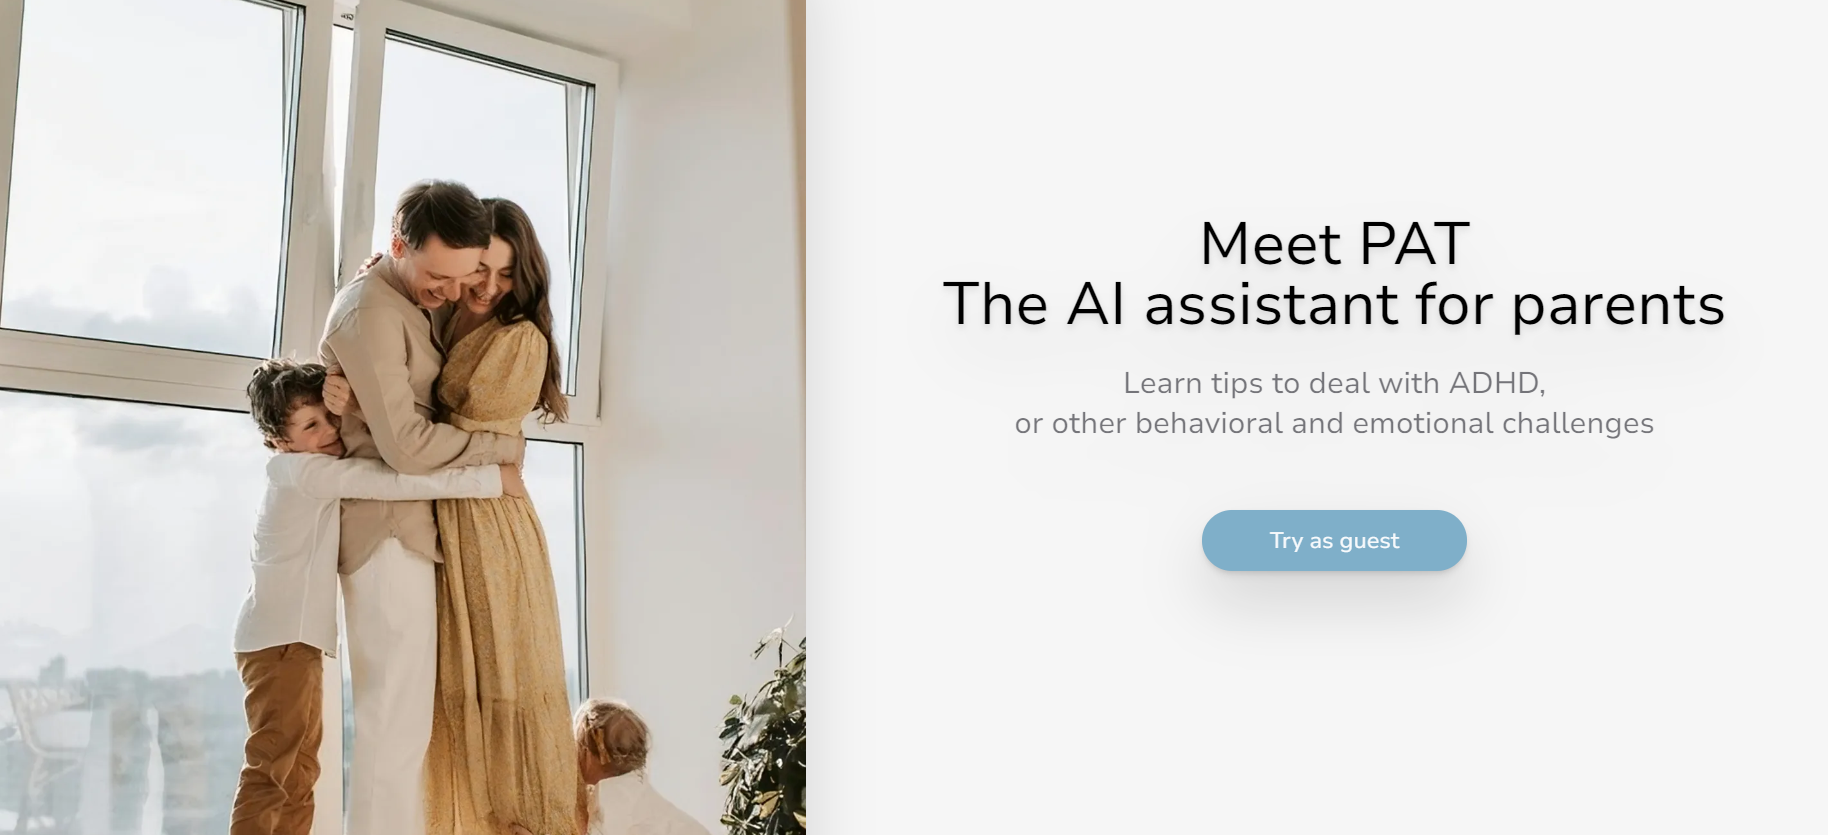 Meet PAT
The AI assistant for parents
Learn tips to deal with ADHD,
or other behavioral and emotional challenges
Try as guest